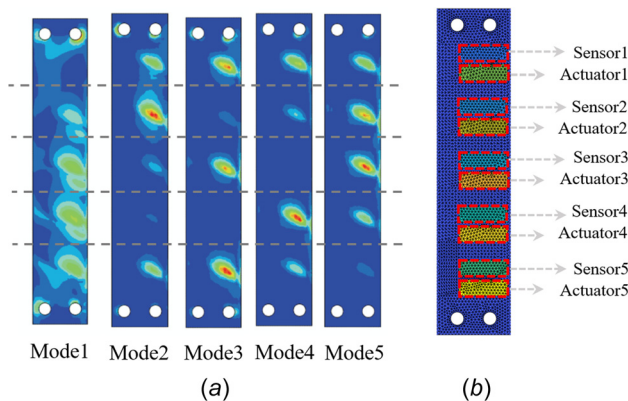 Mode1 Mode2 Mode3 Mode4 Mode5
(a)
Sensor1
Actuator1
Sensor2
Actuator2
Sensor3
Actuator3
Sensor4
Actuator4
Sensor5
Actuator5
(b)